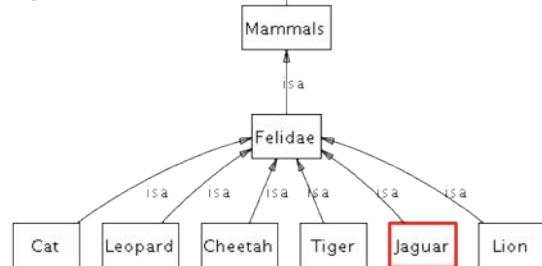 Mammals
isa
Felidae
isa isa isa isa isa isa
Cat Leopard Cheetah Tiger Jaguar Lion